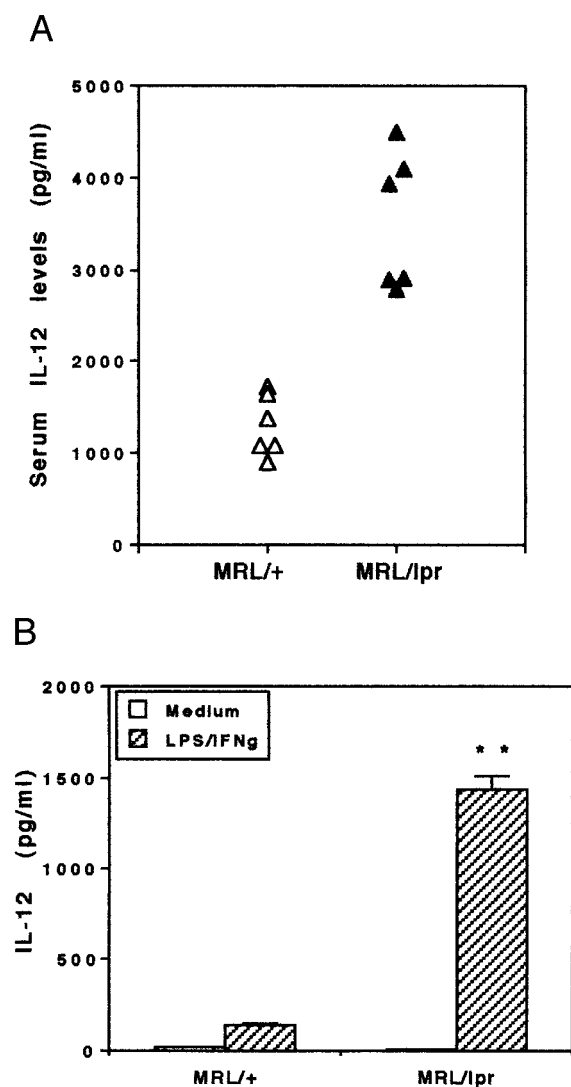 A
Serum IL-12 levels (pg/ml)
5000
4000
3000
2000
1000
0
MRL/+ MRL/lpr
B
IL-12 (pg/ml)
2000
1500
1000
500
0
Medium
LPS/IFNg
* *
MRL/+ MRL/lpr